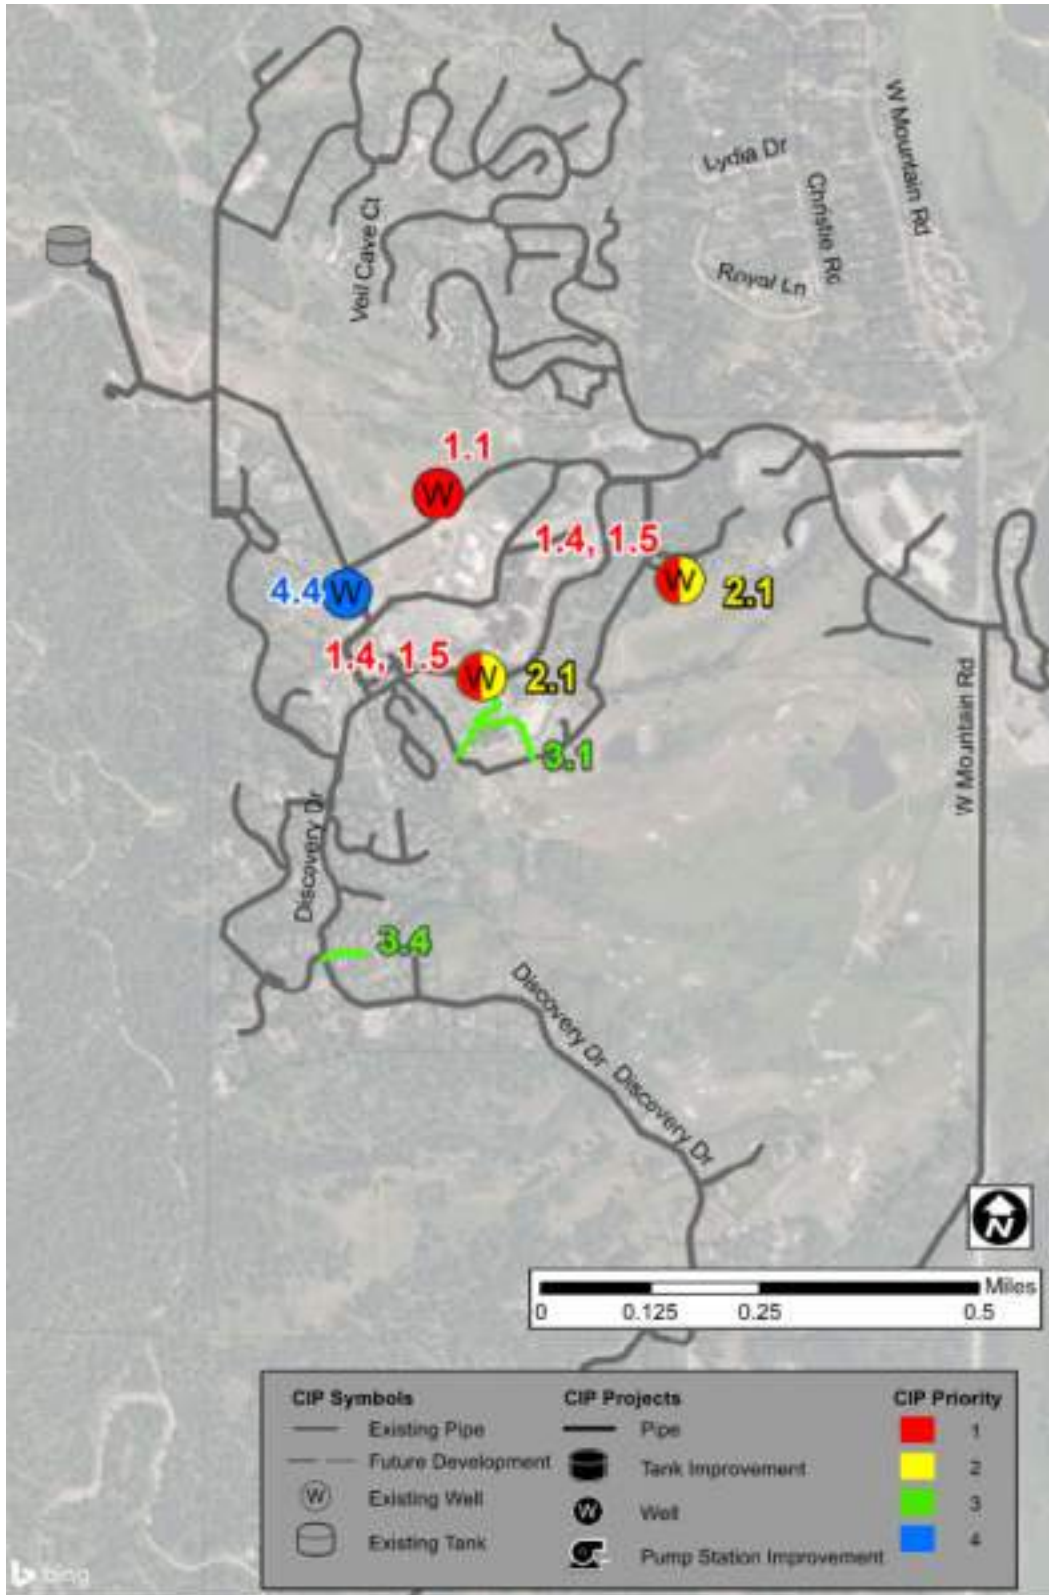 W Mountain Rd
Lydia Dr
Christie Rd
Veil Cave Ct
Royal Ln
1.1
W
1.4, 1.5
W
2.1
4.4
W
1.4, 1.5
W
2.1
3.1
W Mountain Rd
Discovery Dr
3.4
Discovery Dr
Discovery Dr
N
Miles
0 0.125 0.25 0.5
CIP Symbols
Existing Pipe
Future Development
W Existing Well
Existing Tank
CIP Projects
Pipe
Tank Improvement
W Well
Pump Station Improvement
CIP Priority
1
2
3
4
bing